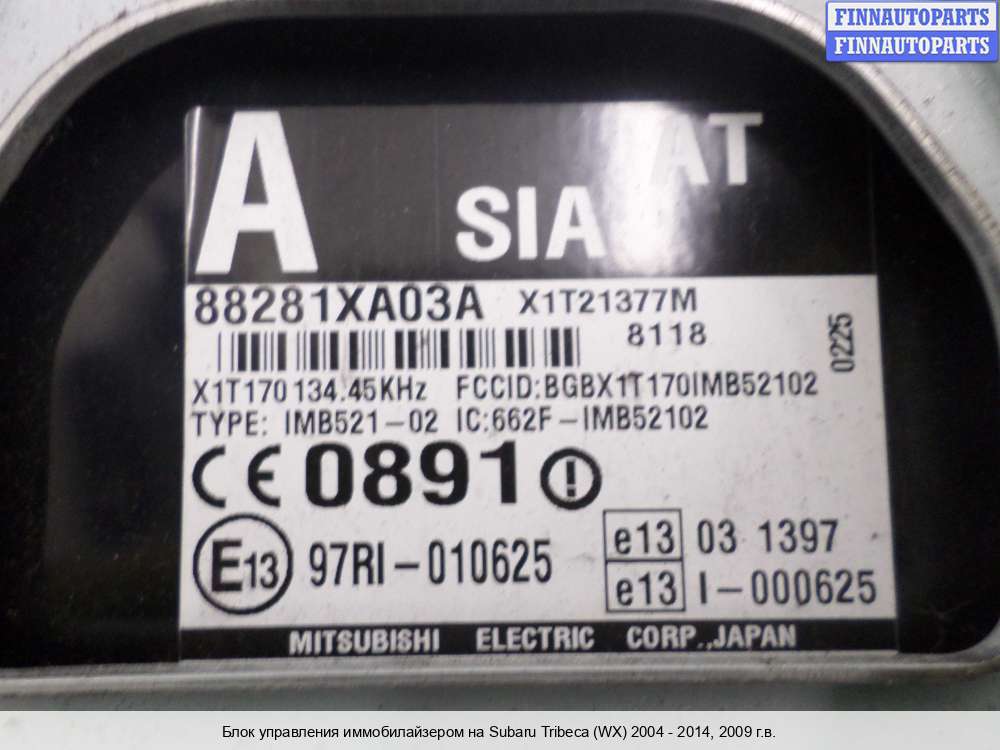 FINNAUTOPARTS
FINNAUTOPARTS
A
AT
SIA
88281XA03A X1T21377M
8118
0225
X1T170 134.45KHz FCCID:BGBX1T170IMB52102
TYPE: IMB521-02 IC:662F-IMB52102
CE 0891
E13 97RI-010625
e13 03 1397
e13 I-000625
MITSUBISHI ELECTRIC CORP.,JAPAN
Блок управления иммобилайзером на Subaru Tribeca (WX) 2004 - 2014, 2009 г.в.